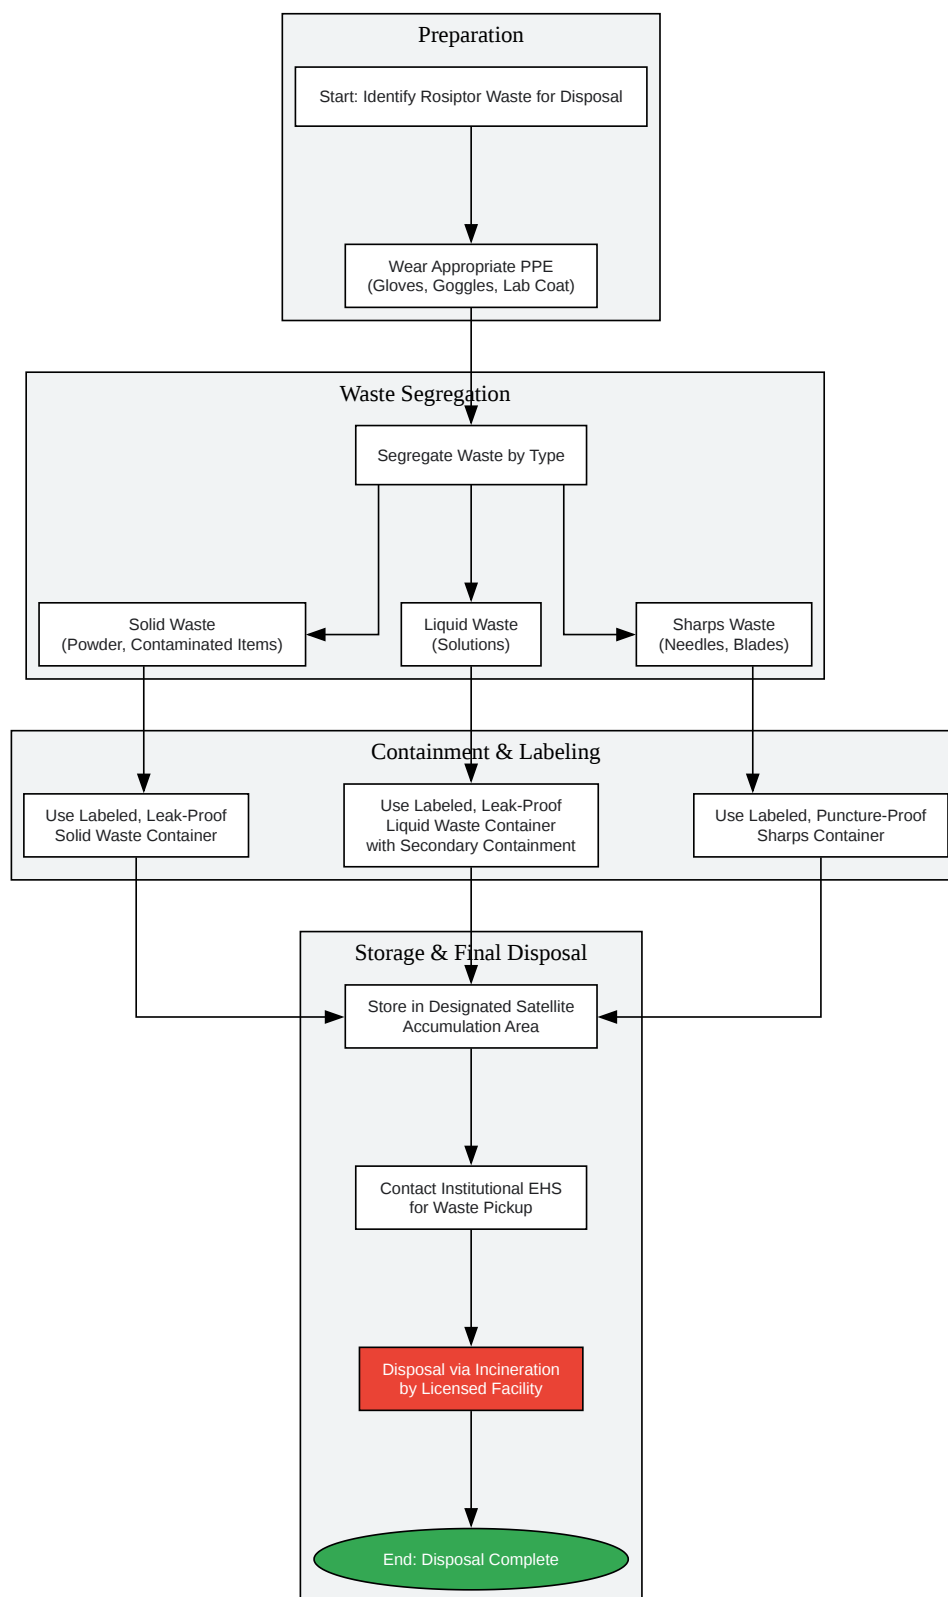 Preparation
Start: Identify Rosiptor Waste for Disposal
Wear Appropriate PPE
(Gloves, Goggles, Lab Coat)
Waste Segregation
Segregate Waste by Type
Solid Waste
(Powder, Contaminated Items)
Liquid Waste
(Solutions)
Sharps Waste
(Needles, Blades)
Containment & Labeling
Use Labeled, Leak-Proof
Solid Waste Container
Use Labeled, Leak-Proof
Liquid Waste Container
with Secondary Containment
Use Labeled, Puncture-Proof
Sharps Container
Storage & Final Disposal
Store in Designated Satellite
Accumulation Area
Contact Institutional EHS
for Waste Pickup
Disposal via Incineration
by Licensed Facility
End: Disposal Complete